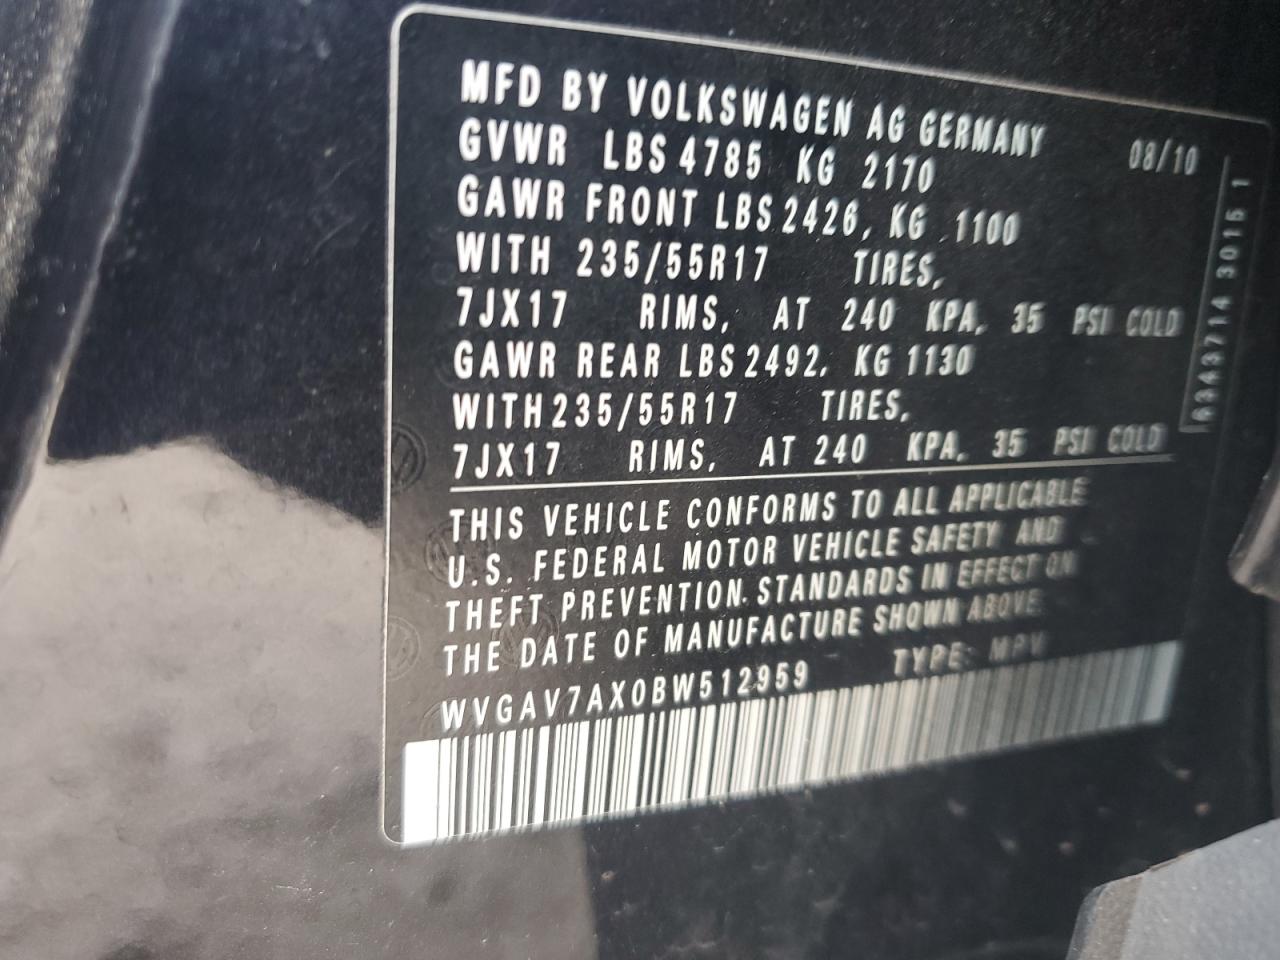 MFD BY VOLKSWAGEN AG GERMANY 08/10
GVWR LBS 4785 KG 2170
GAWR FRONT LBS 2426, KG 1100
WITH 235/55R17 TIRES,
7JX17 RIMS, AT 240 KPA, 35 PSI COLD
GAWR REAR LBS 2492, KG 1130
WITH 235/55R17 TIRES,
7JX17 RIMS, AT 240 KPA, 35 PSI COLD
THIS VEHICLE CONFORMS TO ALL APPLICABLE
U.S. FEDERAL MOTOR VEHICLE SAFETY AND
THEFT PREVENTION STANDARDS IN EFFECT ON
THE DATE OF MANUFACTURE SHOWN ABOVE
WVGAV7AX0BW512959 TYPE: MPV